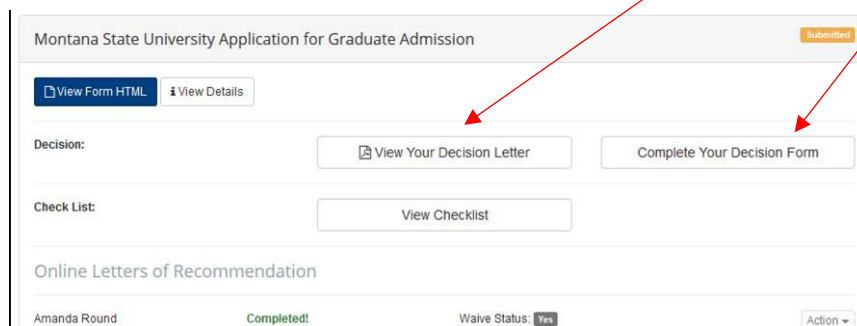 Montana State University Application for Graduate Admission Submitted
View Form HTML View Details
Decision: View Your Decision Letter Complete Your Decision Form
Check List: View Checklist
Online Letters of Recommendation
Amanda Round Completed! Waive Status: Yes Action